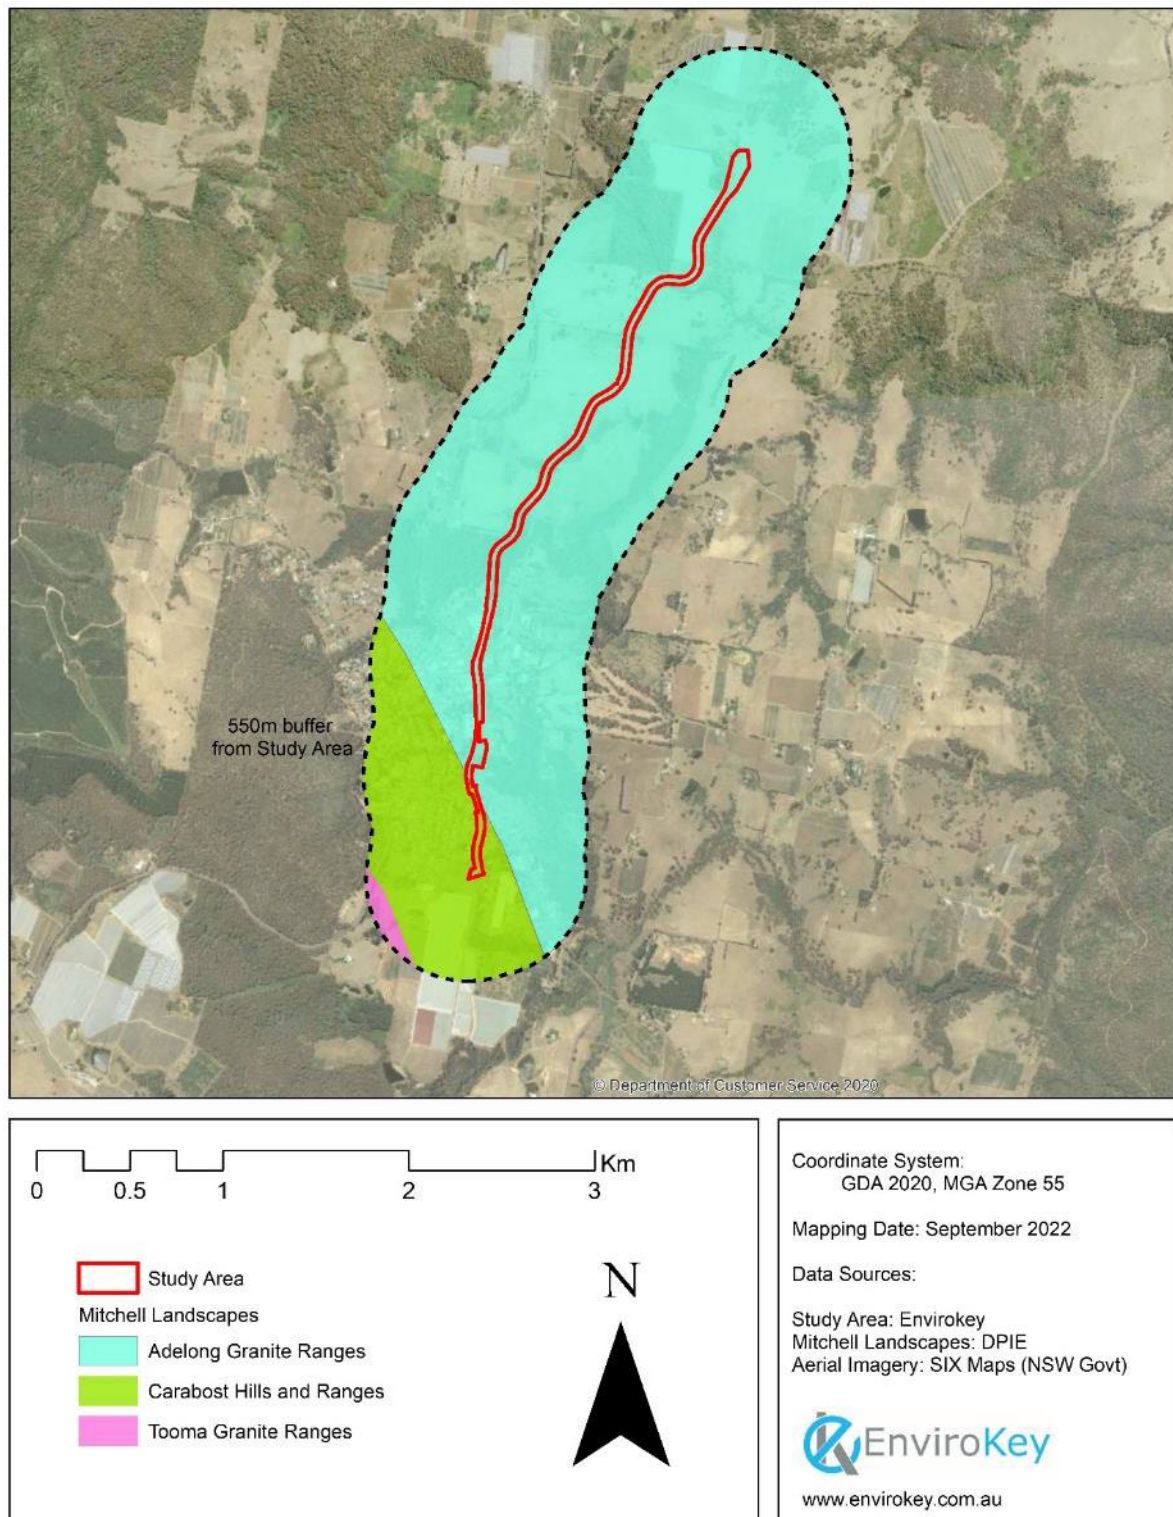 550m buffer
from Study Area
© Department of Customer Service 2020
Km
0 0.5 1 2 3
Study Area
Mitchell Landscapes
Adelong Granite Ranges
Carabost Hills and Ranges
Tooma Granite Ranges
N
Coordinate System:
GDA 2020, MGA Zone 55
Mapping Date: September 2022
Data Sources:
Study Area: Envirokey
Mitchell Landscapes: DPIE
Aerial Imagery: SIX Maps (NSW Govt)
EnviroKey
www.envirokey.com.au